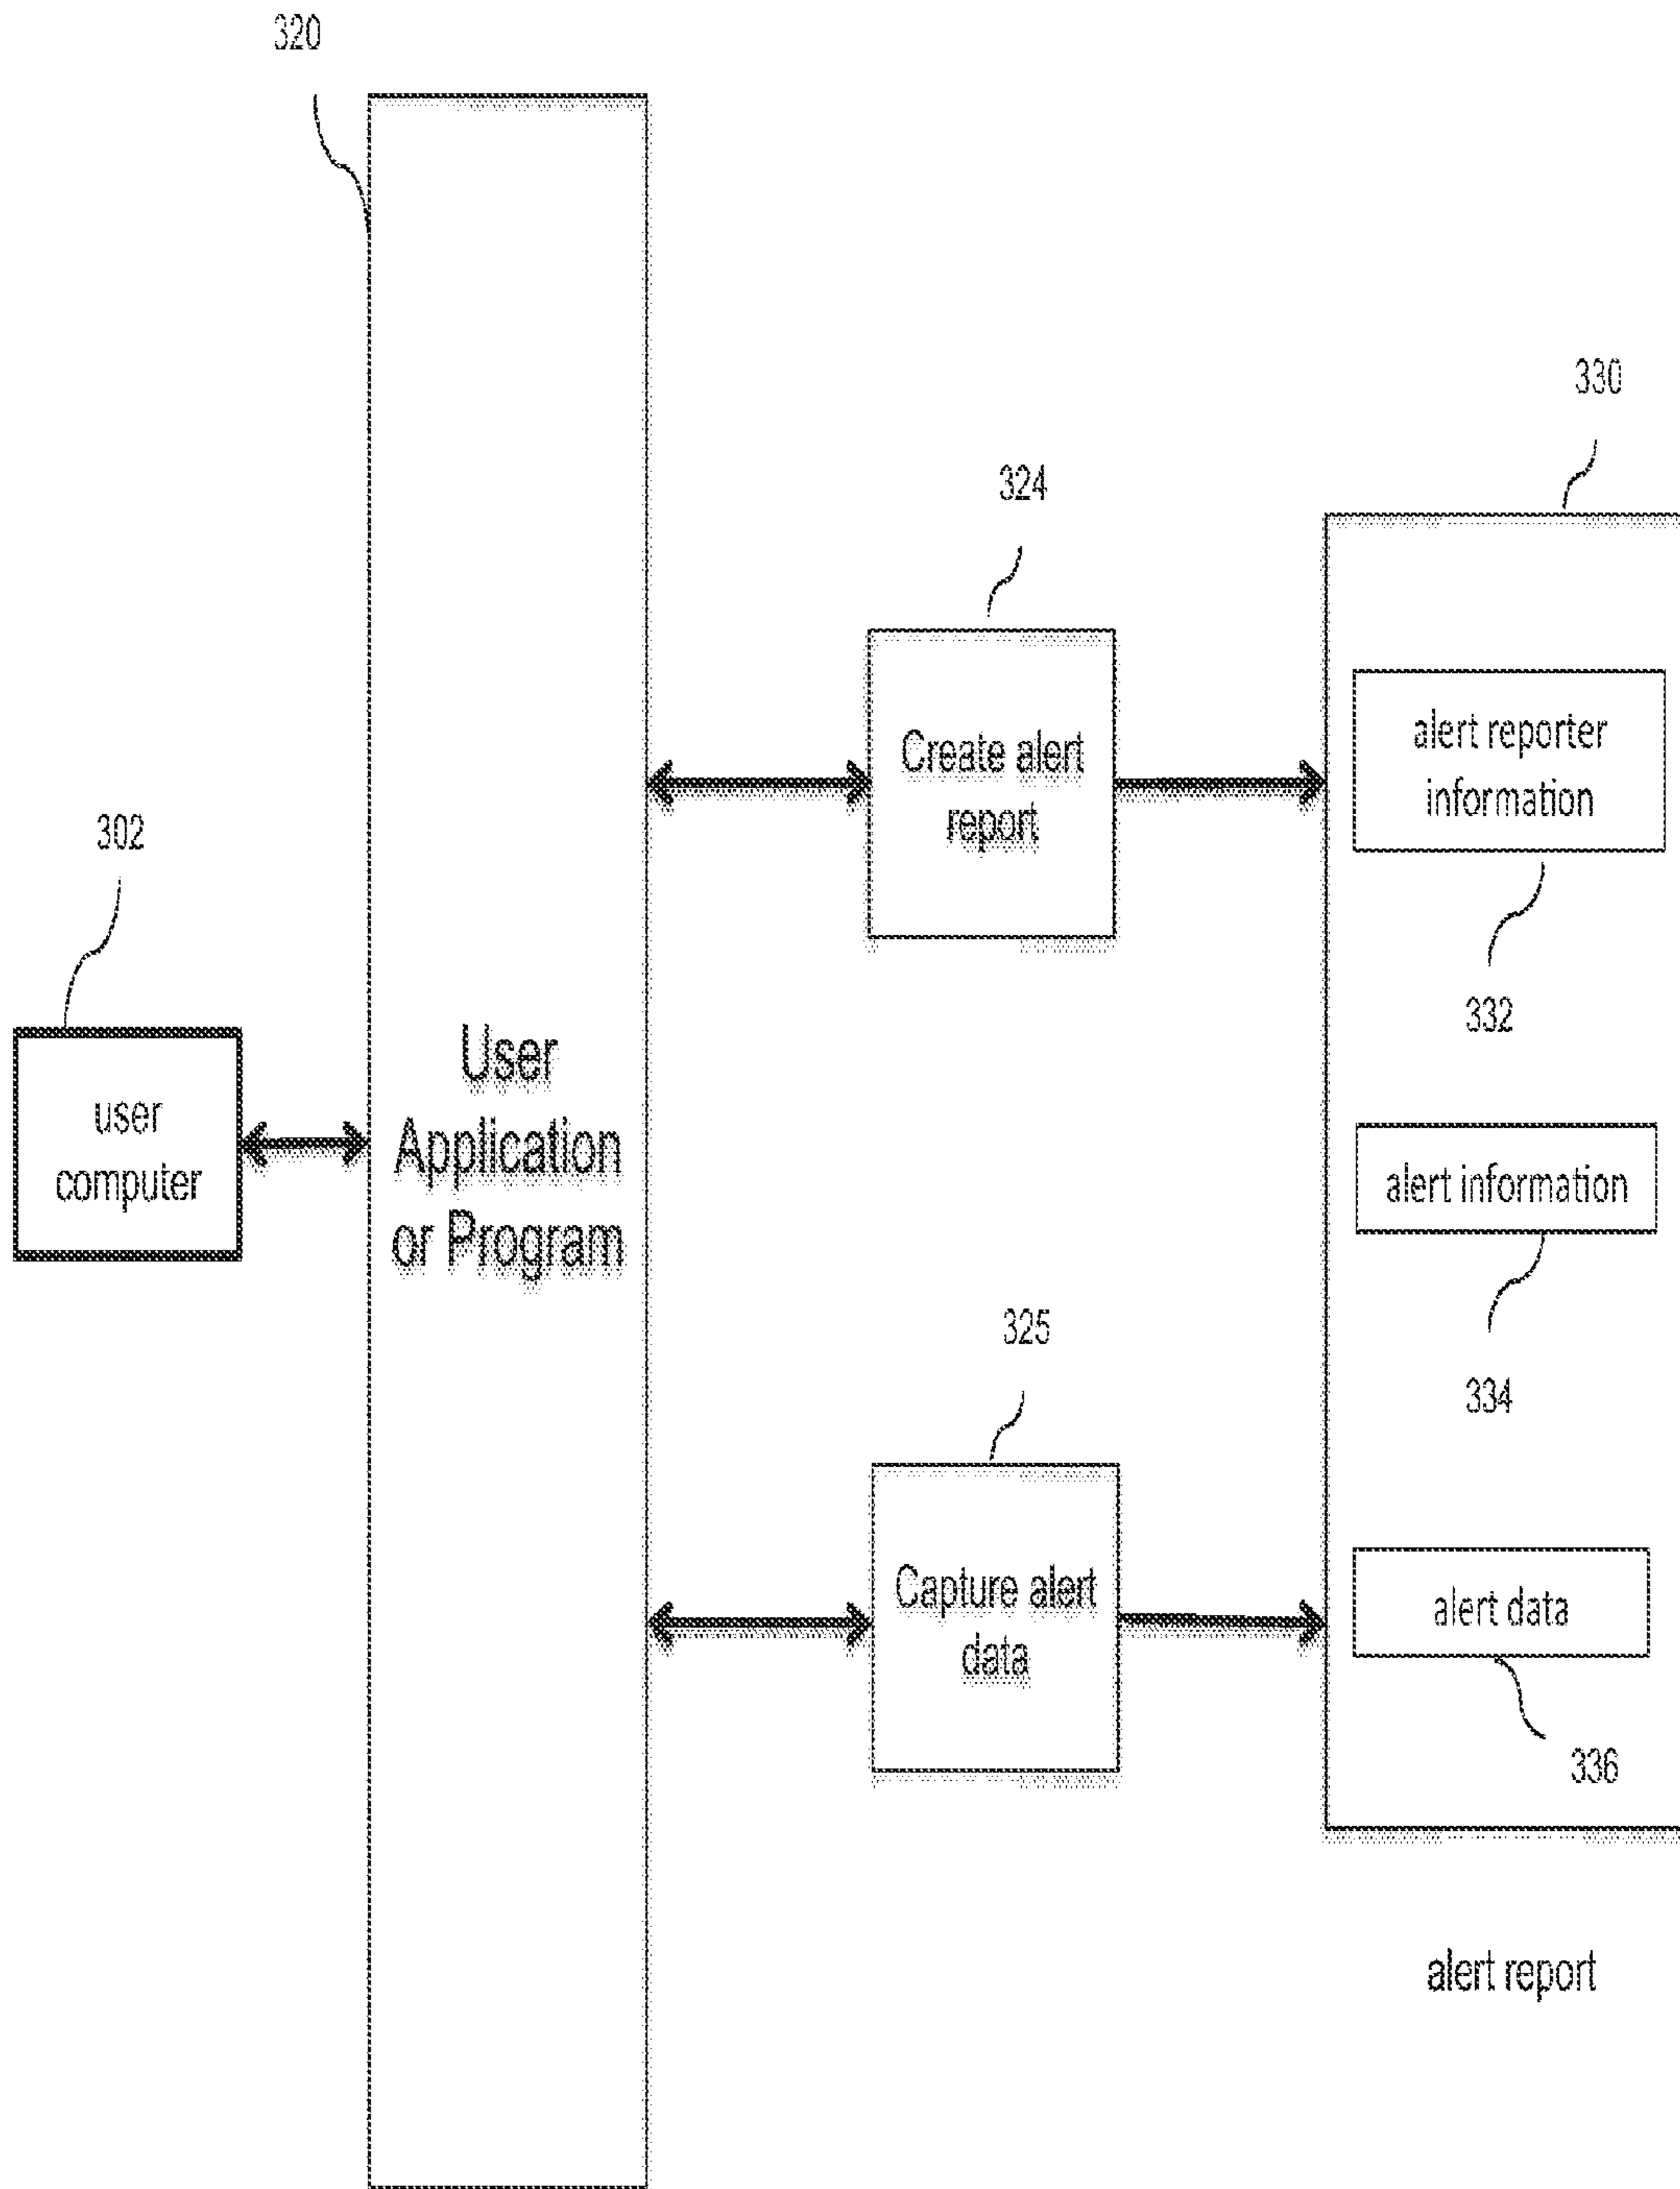 320
330
324
Create alert
report
alert reporter
information
302
332
user
computer
User
Application
or Program
alert information
325
334
Capture alert
data
alert data
336
alert report